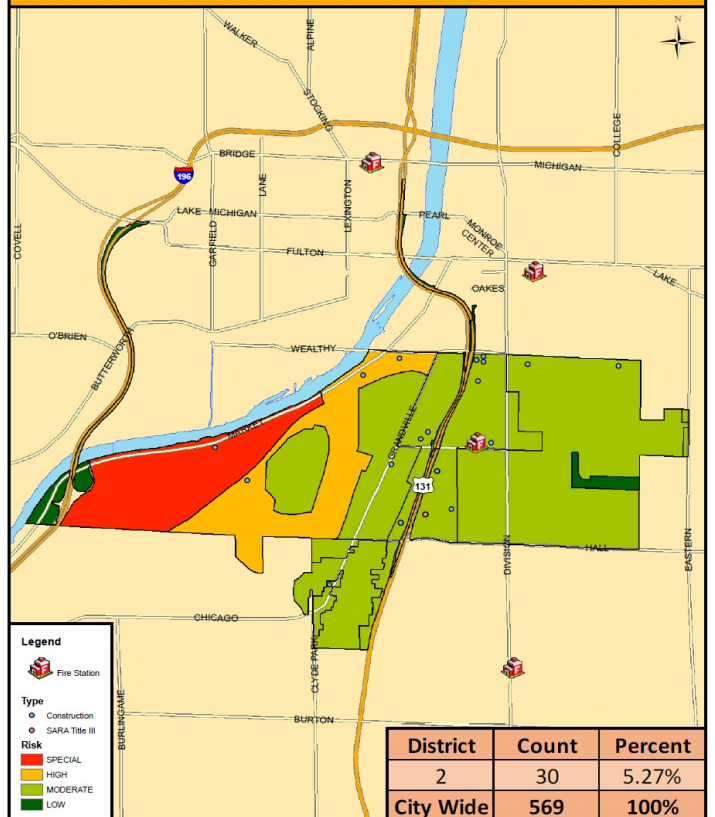 N
WALKER
ALPINE
STOCKING
COLLEGE
BRIDGE
MICHIGAN
196
LANE
LEXINGTON
COVELL
GARFIELD
LAKE MICHIGAN
PEARL
MONROE
CENTER
FULTON
LAKE
OAKES
O'BRIEN
BUTTERWORTH
WEALTHY
MARKET
GRANDVILLE
131
DIVISION
HALL
EASTERN
CHICAGO
CLYDE PARK
BURLINGAME
BURTON
Legend
Fire Station
Type
Construction
SARA Title III
Risk
SPECIAL
HIGH
MODERATE
LOW
District Count Percent
2 30 5.27%
City Wide 569 100%